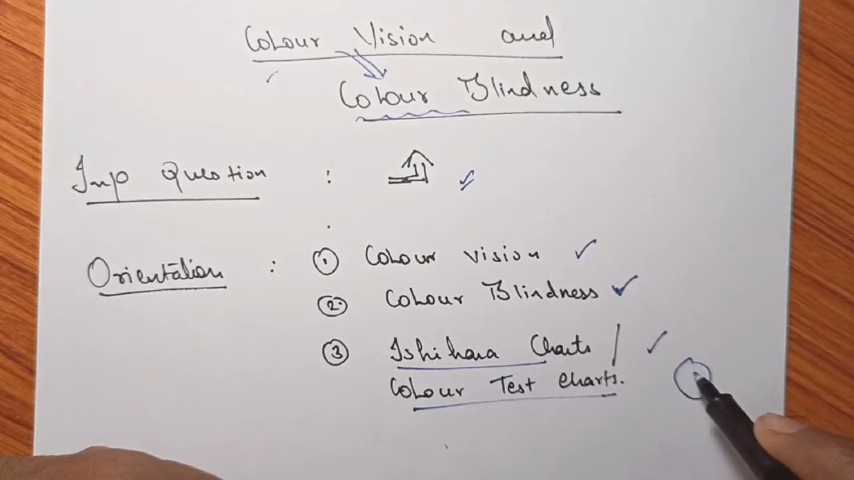 Colour Vision and
Colour Blindness
Imp Question :
Orientation : ① Colour vision ✓
② Colour Blindness ✓
③ Ishihara Charts / ✓
Colour Test charts.